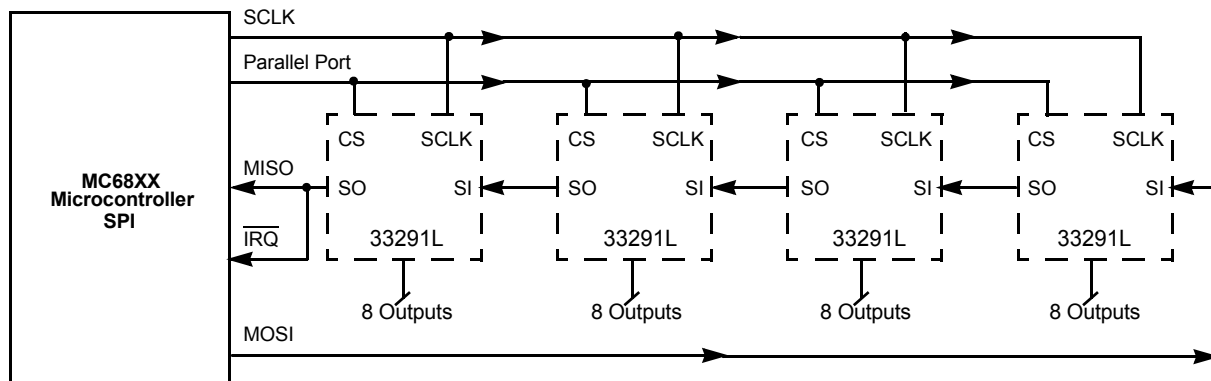 SCLK
Parallel Port
CS SCLK CS SCLK CS SCLK CS SCLK
MC68XX
Microcontroller
SPI
MISO
SO SI SO SI SO SI SO SI
IRQ
33291L 33291L 33291L 33291L
8 Outputs 8 Outputs 8 Outputs 8 Outputs
MOSI